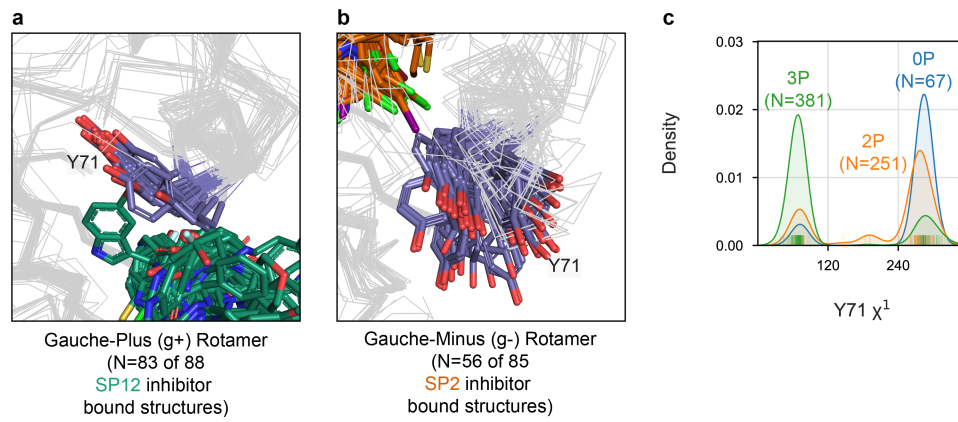 a
b
c
Y71
Y71
Gauche-Plus (g+) Rotamer
(N=83 of 88
SP12 inhibitor
bound structures)
Gauche-Minus (g-) Rotamer
(N=56 of 85
SP2 inhibitor
bound structures)
0.03
0.02
0.01
0.00
Density
3P
(N=381)
2P
(N=251)
0P
(N=67)
120
240
Y71 χ¹